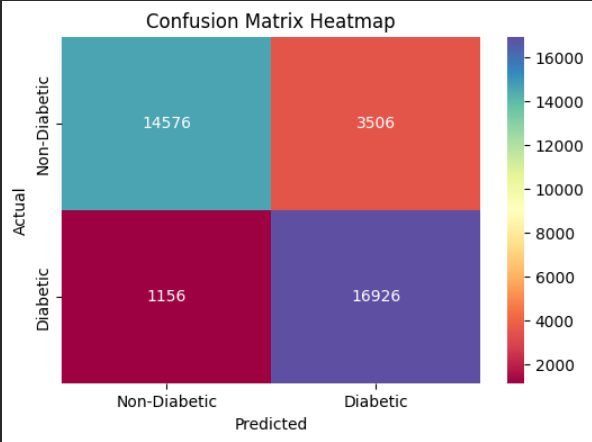 Confusion Matrix Heatmap
Actual
Non-Diabetic
14576
3506
Diabetic
1156
16926
Non-Diabetic
Diabetic
Predicted
16000
14000
12000
10000
8000
6000
4000
2000